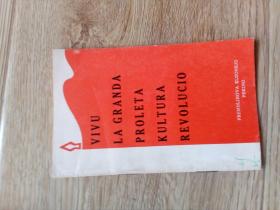 VIVU
LA GRANDA
PROLETA
KULTURA
REVOLUCIO
FREMDLINGVA ELDONEJO
PEKINO